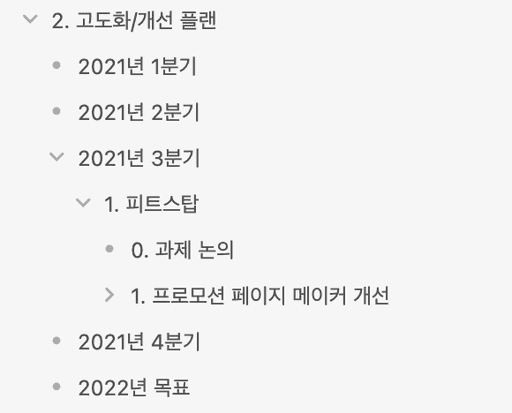 2. 고도화/개선 플랜
2021년 1분기
2021년 2분기
2021년 3분기
1. 피트스탑
0. 과제 논의
1. 프로모션 페이지 메이커 개선
2021년 4분기
2022년 목표